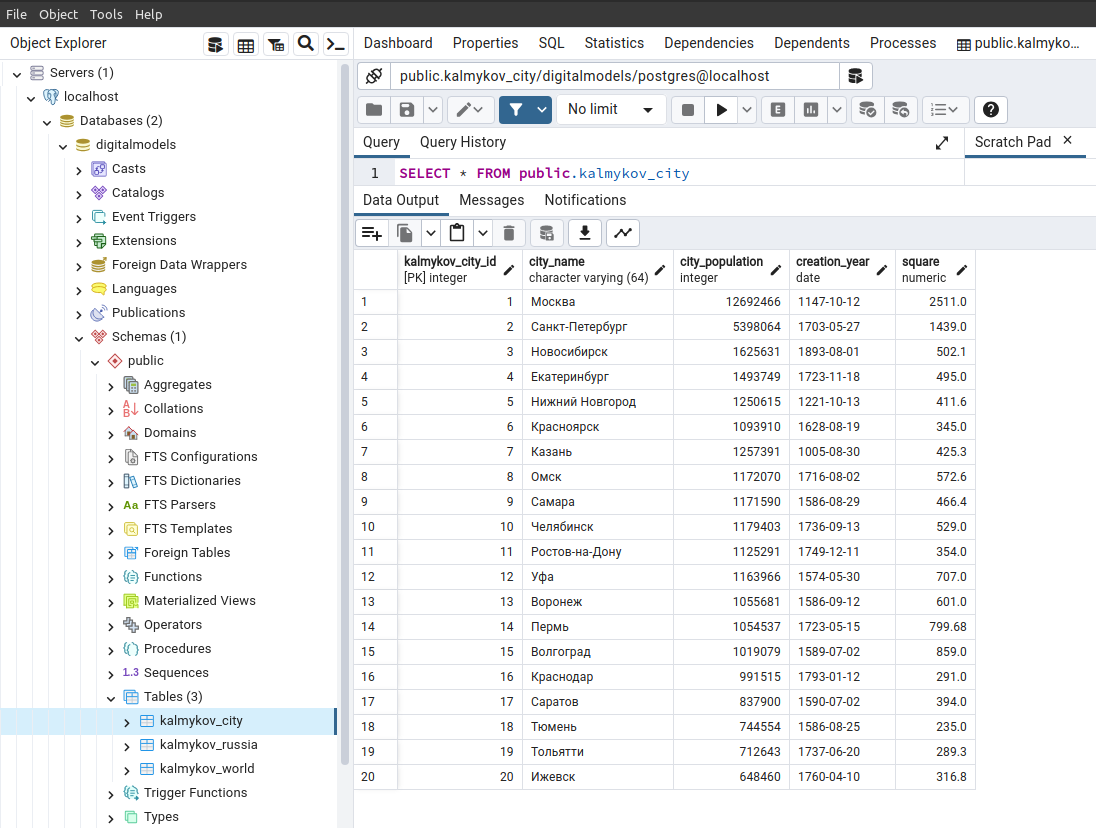 File Object Tools Help
Object Explorer
Servers (1)
localhost
Databases (2)
digitalmodels
Casts
Catalogs
Event Triggers
Extensions
Foreign Data Wrappers
Languages
Publications
Schemas (1)
public
Aggregates
Collations
Domains
FTS Configurations
FTS Dictionaries
Aa FTS Parsers
FTS Templates
Foreign Tables
Functions
Materialized Views
Operators
Procedures
1..3 Sequences
Tables (3)
kalmykov_city
kalmykov_russia
kalmykov_world
Trigger Functions
Types
Dashboard Properties SQL Statistics Dependencies Dependents Processes public.kalmyko...
public.kalmykov_city/digitalmodels/postgres@localhost
No limit E
Query Query History Scratch Pad
1 SELECT * FROM public.kalmykov_city
Data Output Messages Notifications
kalmykov_city_id city_name city_population creation_year square
[PK] integer character varying (64) integer date numeric
1 1 Москва 12692466 1147-10-12 2511.0
2 2 Санкт-Петербург 5398064 1703-05-27 1439.0
3 3 Новосибирск 1625631 1893-08-01 502.1
4 4 Екатеринбург 1493749 1723-11-18 495.0
5 5 Нижний Новгород 1250615 1221-10-13 411.6
6 6 Красноярск 1093910 1628-08-19 345.0
7 7 Казань 1257391 1005-08-30 425.3
8 8 Омск 1172070 1716-08-02 572.6
9 9 Самара 1171590 1586-08-29 466.4
10 10 Челябинск 1179403 1736-09-13 529.0
11 11 Ростов-на-Дону 1125291 1749-12-11 354.0
12 12 Уфа 1163966 1574-05-30 707.0
13 13 Воронеж 1055681 1586-09-12 601.0
14 14 Пермь 1054537 1723-05-15 799.68
15 15 Волгоград 1019079 1589-07-02 859.0
16 16 Краснодар 991515 1793-01-12 291.0
17 17 Саратов 837900 1590-07-02 394.0
18 18 Тюмень 744554 1586-08-25 235.0
19 19 Тольятти 712643 1737-06-20 289.3
20 20 Ижевск 648460 1760-04-10 316.8